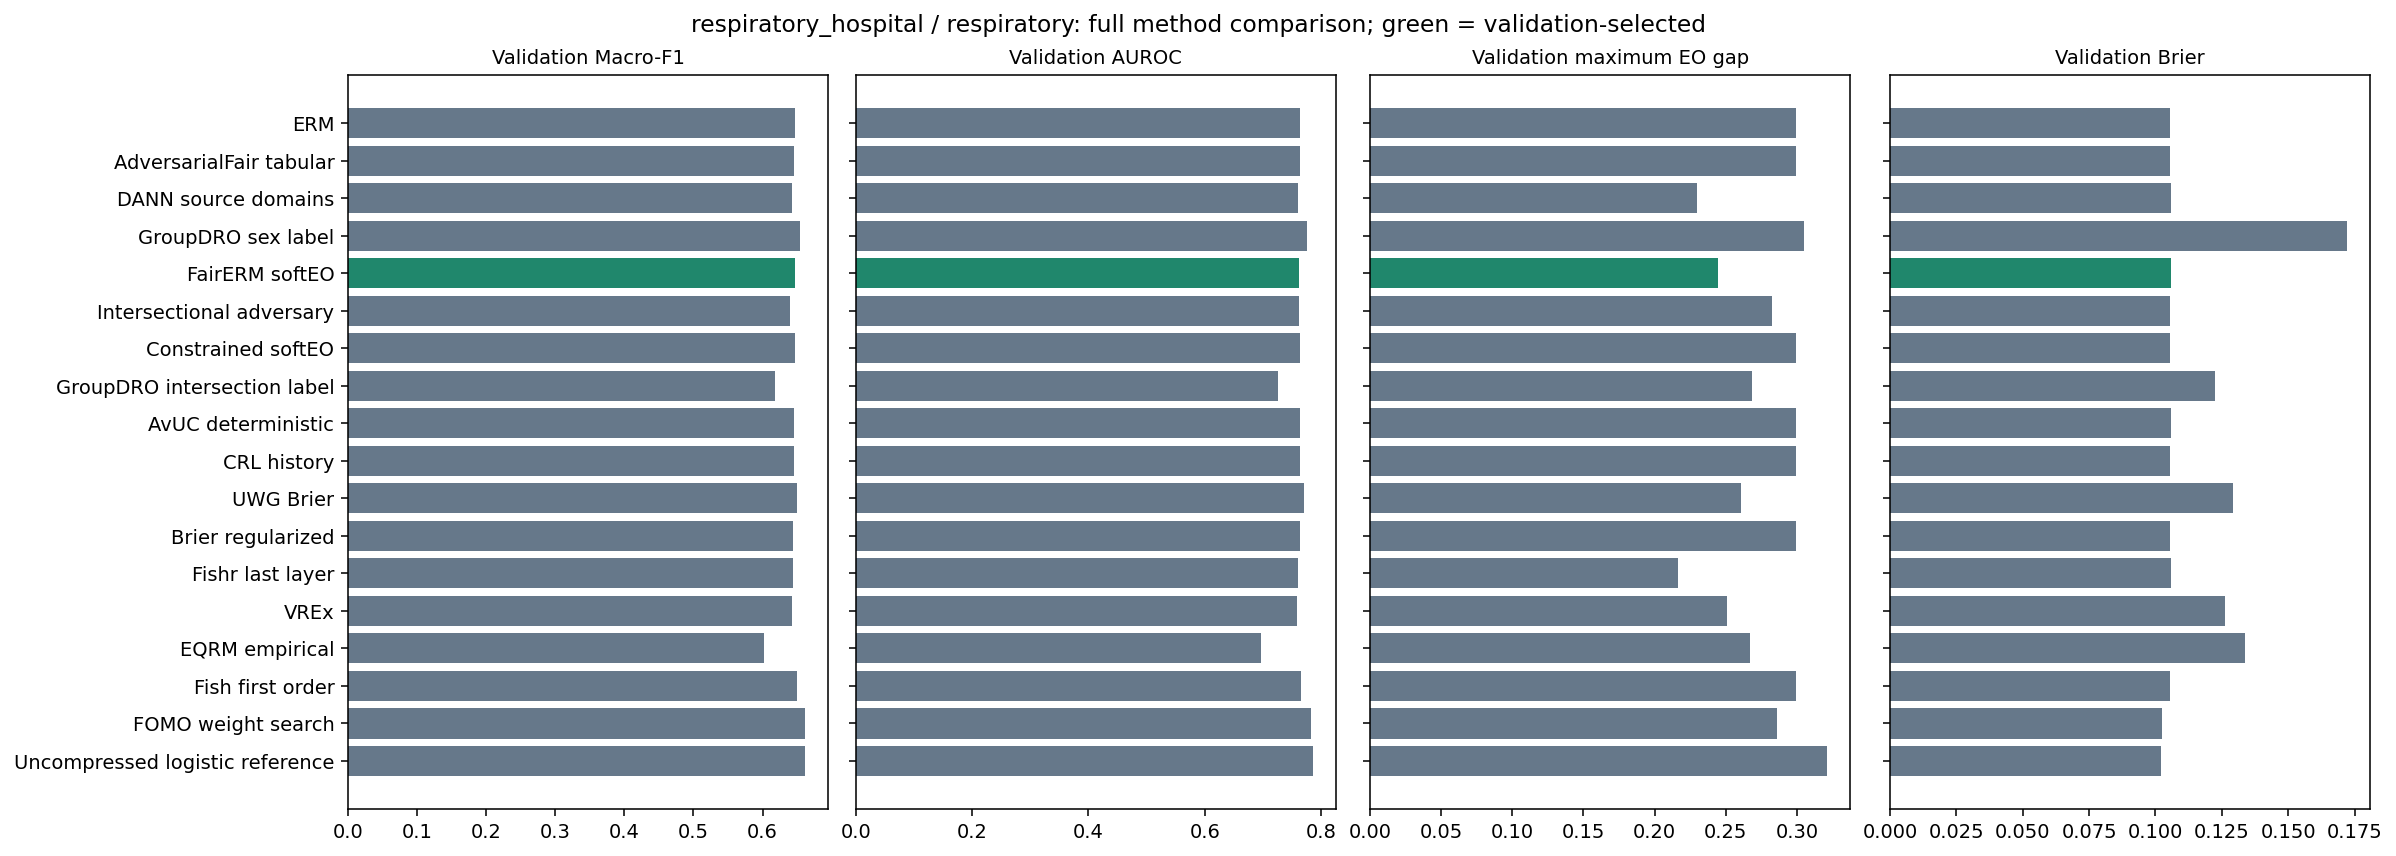 respiratory_hospital / respiratory: full method comparison; green = validation-selected
Validation Macro-F1
Validation AUROC
Validation maximum EO gap
Validation Brier
ERM
AdversarialFair tabular
DANN source domains
GroupDRO sex label
FairERM softEO
Intersectional adversary
Constrained softEO
GroupDRO intersection label
AvUC deterministic
CRL history
UWG Brier
Brier regularized
Fishr last layer
VREx
EQRM empirical
Fish first order
FOMO weight search
Uncompressed logistic reference
0.0 0.1 0.2 0.3 0.4 0.5 0.6
0.0 0.2 0.4 0.6 0.8
0.00 0.05 0.10 0.15 0.20 0.25 0.30
0.000 0.025 0.050 0.075 0.100 0.125 0.150 0.175